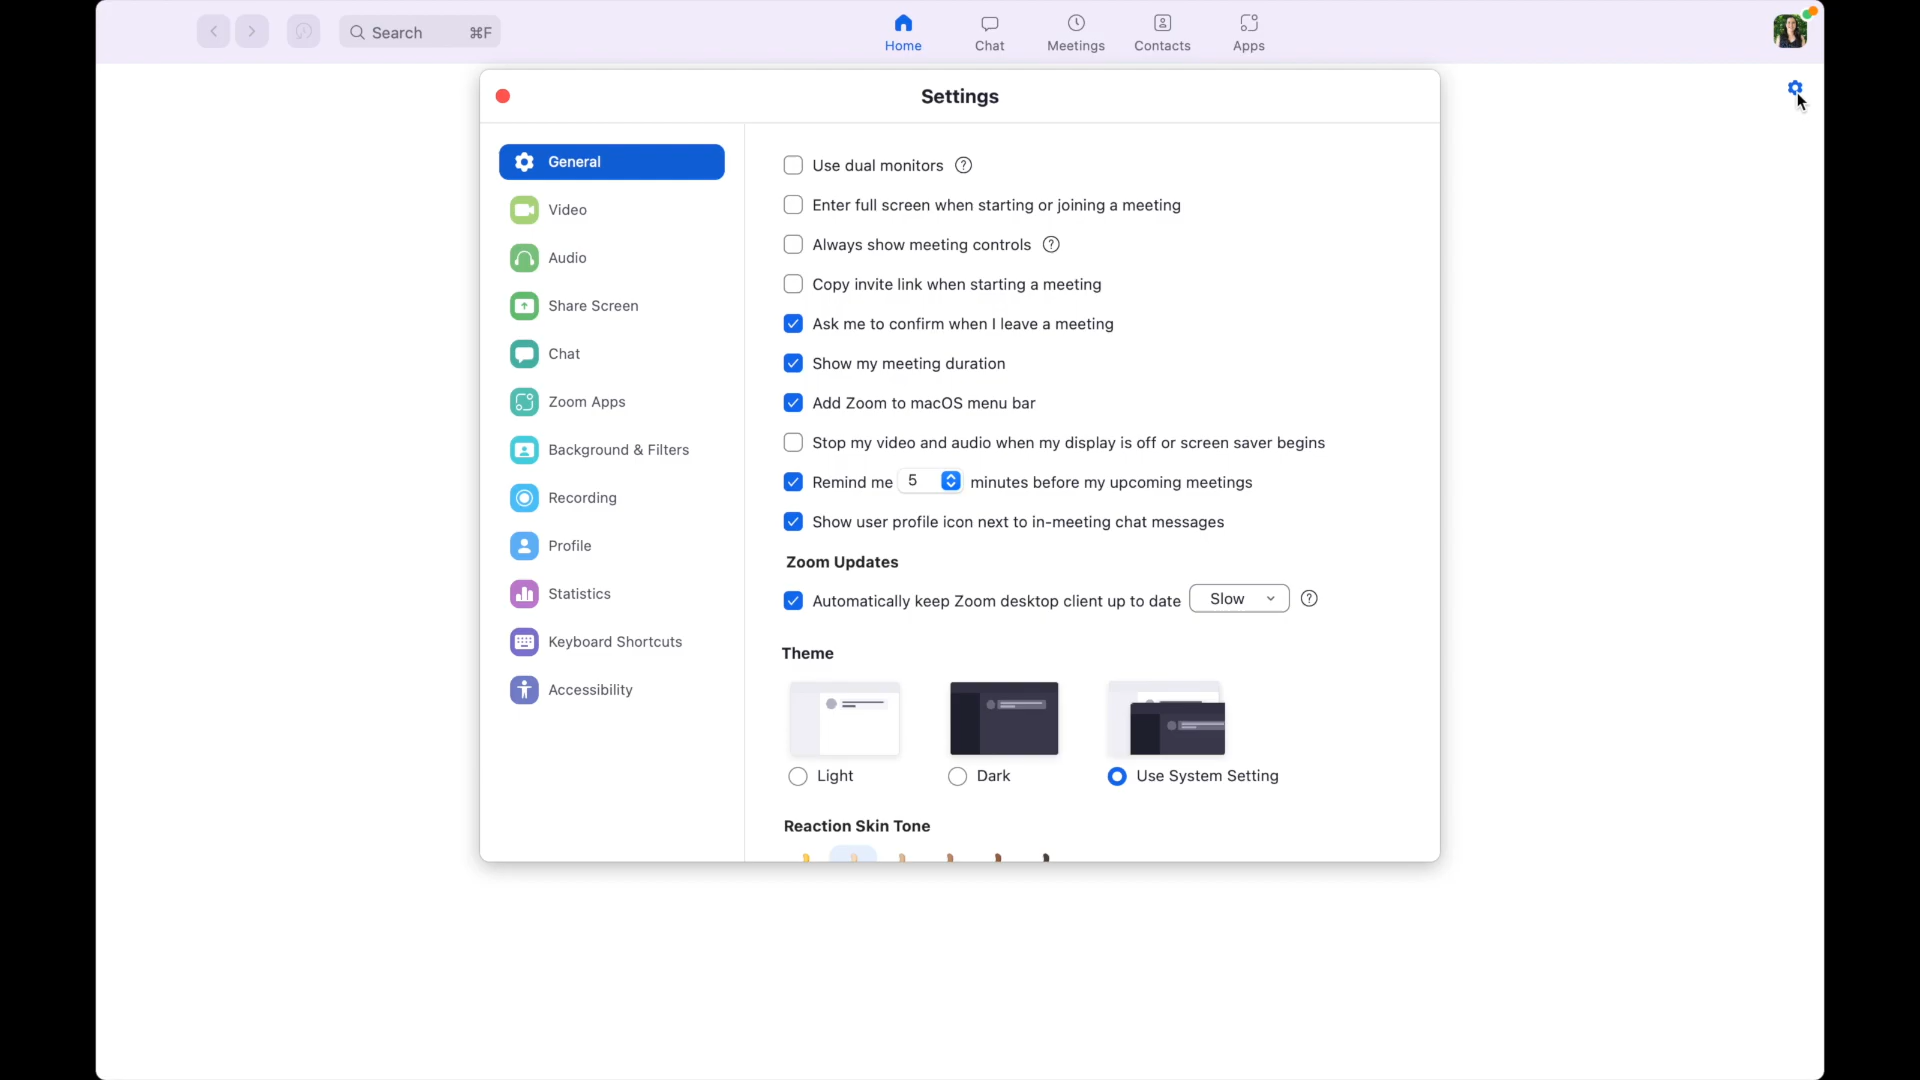 Search ⌘F
Home
Chat
Meetings
Contacts
Apps
Settings
General
Video
Audio
Share Screen
Chat
Zoom Apps
Background & Filters
Recording
Profile
Statistics
Keyboard Shortcuts
Accessibility
Use dual monitors ?
Enter full screen when starting or joining a meeting
Always show meeting controls ?
Copy invite link when starting a meeting
Ask me to confirm when I leave a meeting
Show my meeting duration
Add Zoom to macOS menu bar
Stop my video and audio when my display is off or screen saver begins
Remind me 5 minutes before my upcoming meetings
Show user profile icon next to in-meeting chat messages
Zoom Updates
Automatically keep Zoom desktop client up to date Slow ?
Theme
Light
Dark
Use System Setting
Reaction Skin Tone